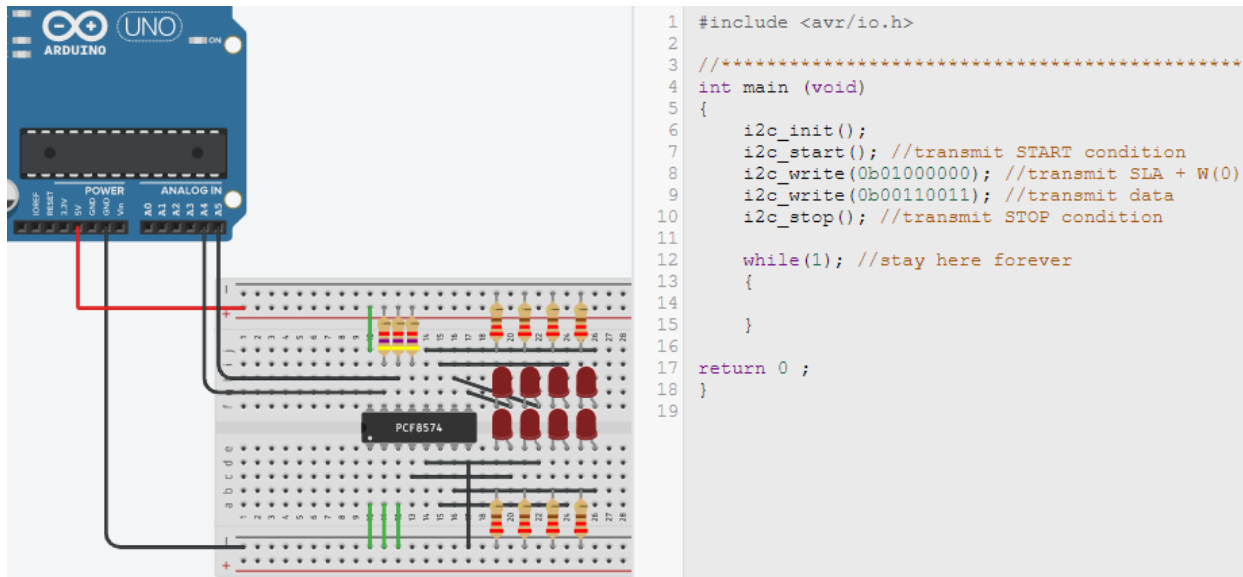 UNO
ARDUINO
ON
POWER
ANALOG IN
IOREF
RESET
3.3V
5V
GND
GND
Vin
A0
A1
A2
A3
A4
A5
PCF8574
1 #include <avr/io.h>
2
3 //**********************************************
4 int main (void)
5 {
6 i2c_init();
7 i2c_start(); //transmit START condition
8 i2c_write(0b01000000); //transmit SLA + W(0)
9 i2c_write(0b00110011); //transmit data
10 i2c_stop(); //transmit STOP condition
11
12 while(1); //stay here forever
13 {
14
15 }
16
17 return 0 ;
18 }
19